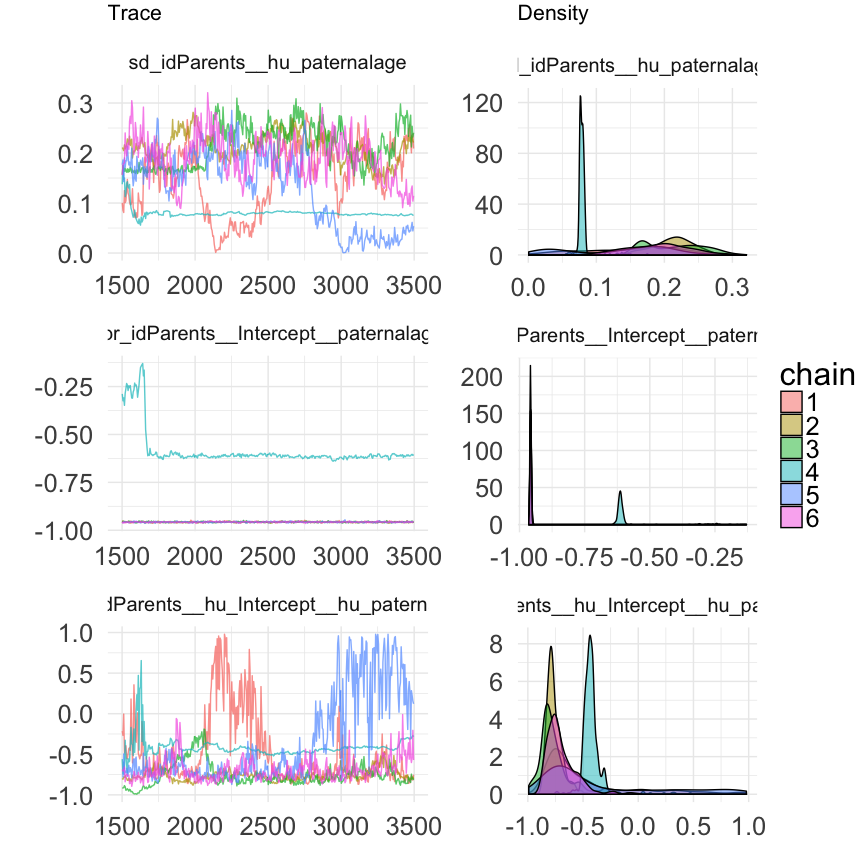 Trace
Density
sd_idParents__hu_paternalage
_idParents__hu_paternalag
0.3
0.2
0.1
0.0
1500 2000 2500 3000 3500
120
80
40
0
0.0 0.1 0.2 0.3
or_idParents__Intercept__paternalag
Parents__Intercept__patern
-0.25
-0.50
-0.75
-1.00
1500 2000 2500 3000 3500
200
150
100
50
0
-1.00 -0.75 -0.50 -0.25
chain
1
2
3
4
5
6
dParents__hu_Intercept__hu_patern
ents__hu_Intercept__hu_pa
1.0
0.5
0.0
-0.5
-1.0
1500 2000 2500 3000 3500
8
6
4
2
0
-1.0 -0.5 0.0 0.5 1.0